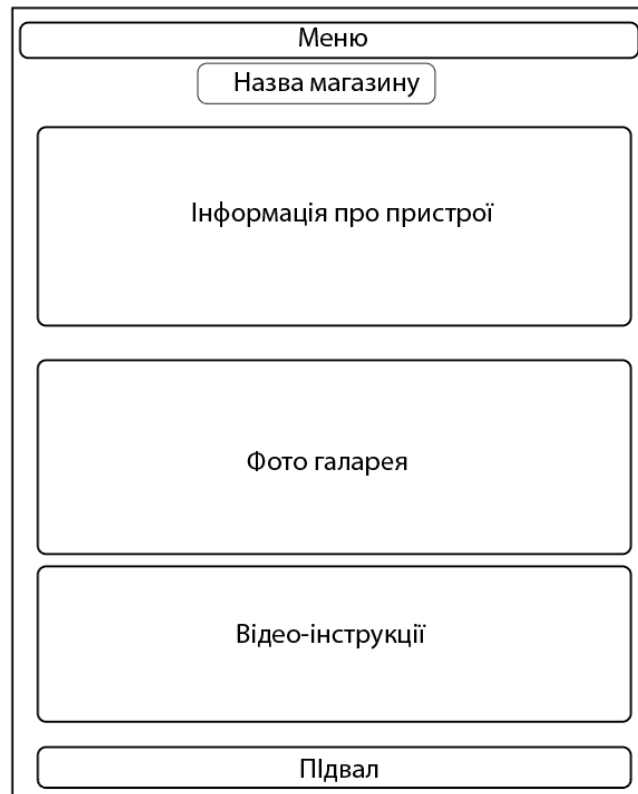 Меню
Назва магазину
Інформація про пристрої
Фото галарея
Відео-інструкції
ПІдвал